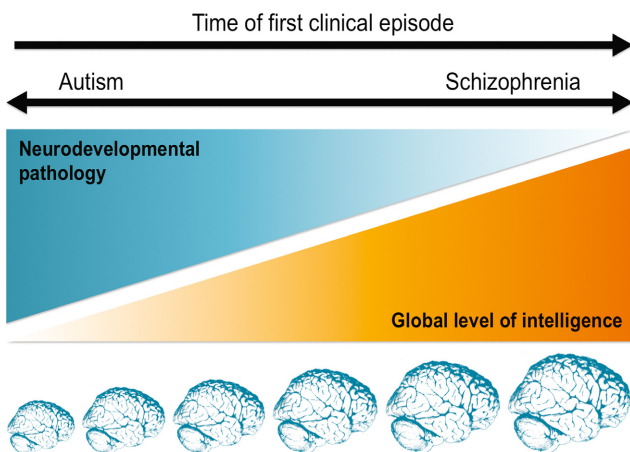 Time of first clinical episode
Autism
Schizophrenia
Neurodevelopmental
pathology
Global level of intelligence